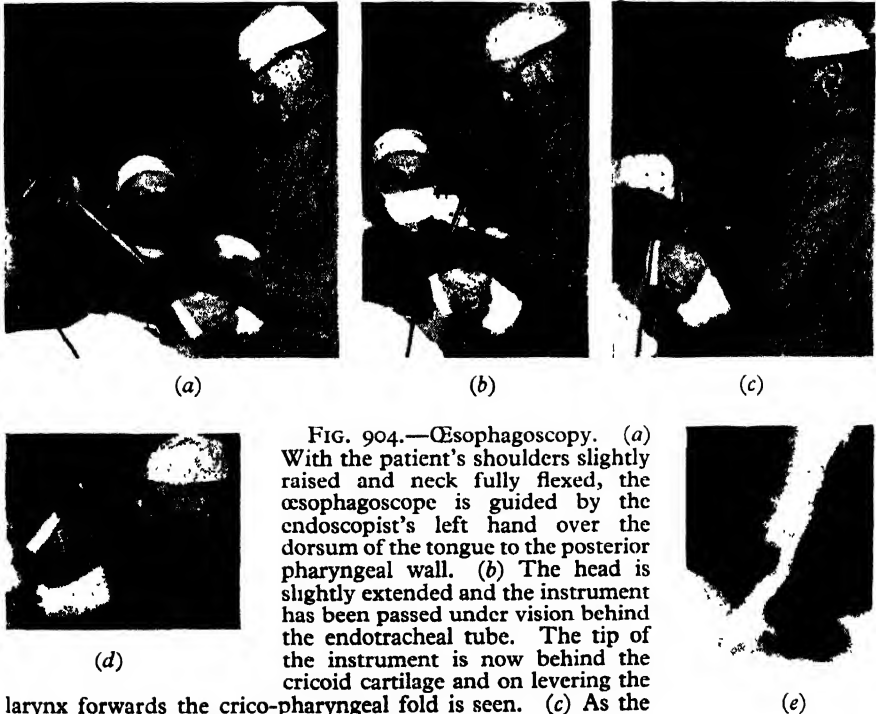 (a)
(b)
(c)
FIG. 904.—Œsophagoscopy. (a)
With the patient's shoulders slightly
raised and neck fully flexed, the
œsophagoscope is guided by the
endoscopist's left hand over the
dorsum of the tongue to the posterior
pharyngeal wall. (b) The head is
slightly extended and the instrument
has been passed under vision behind
the endotracheal tube. The tip of
the instrument is now behind the
cricoid cartilage and on levering the
larynx forwards the crico-pharyngeal fold is seen. (c) As the
(d)
(e)